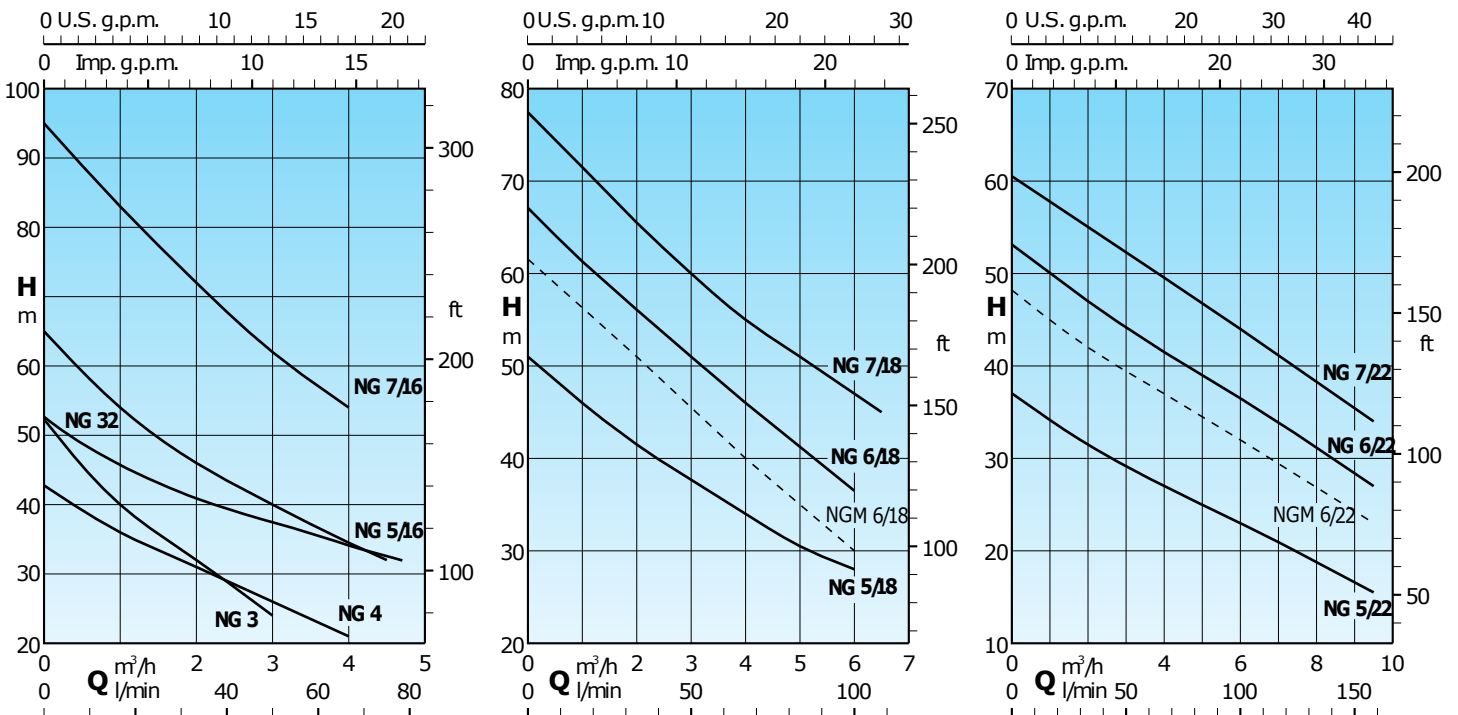 0 U.S. g.p.m. 10 15 20
0 Imp. g.p.m. 10 15
100
90
80
H
m
60
50
40
30
20
300
ft
200
100
NG 7/16
NG 32
NG 5/16
NG 3
NG 4
0 m³/h 2 3 4 5
Q
0 l/min 40 60 80
0 U.S. g.p.m. 10 20 30
0 Imp. g.p.m. 10 20
80
70
60
H
m
50
40
30
20
250
200
ft
150
100
NG 7/18
NG 6/18
NGM 6/18
NG 5/18
0 m³/h 2 3 4 5 6 7
Q
0 l/min 50 100
0 U.S. g.p.m. 20 30 40
0 Imp. g.p.m. 20 30
70
60
50
H
m
40
30
20
10
200
150
ft
100
50
NG 7/22
NG 6/22
NGM 6/22
NG 5/22
0 m³/h 4 6 8 10
Q
0 l/min 50 100 150